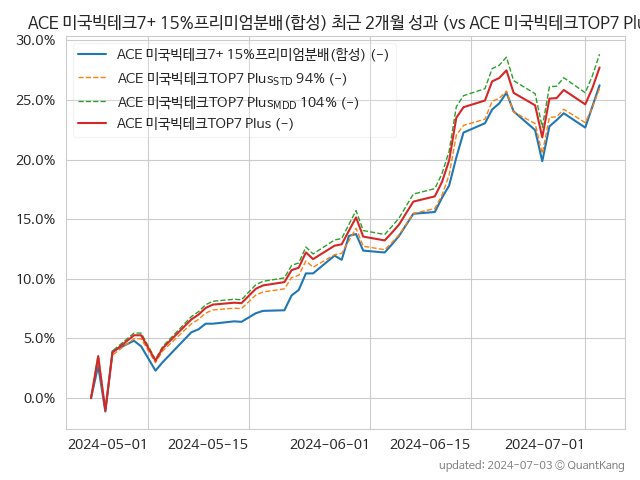 ACE 미국빅테크7+ 15%프리미엄분배(합성) 최근 2개월 성과 (vs ACE 미국빅테크TOP7 Plu
30.0%
25.0%
20.0%
15.0%
10.0%
5.0%
0.0%
ACE 미국빅테크7+ 15%프리미엄분배(합성) (-)
ACE 미국빅테크TOP7 PlusSTD 94% (-)
ACE 미국빅테크TOP7 PlusMDD 104% (-)
ACE 미국빅테크TOP7 Plus (-)
2024-05-01 2024-05-15 2024-06-01 2024-06-15 2024-07-01
updated: 2024-07-03 © QuantKang